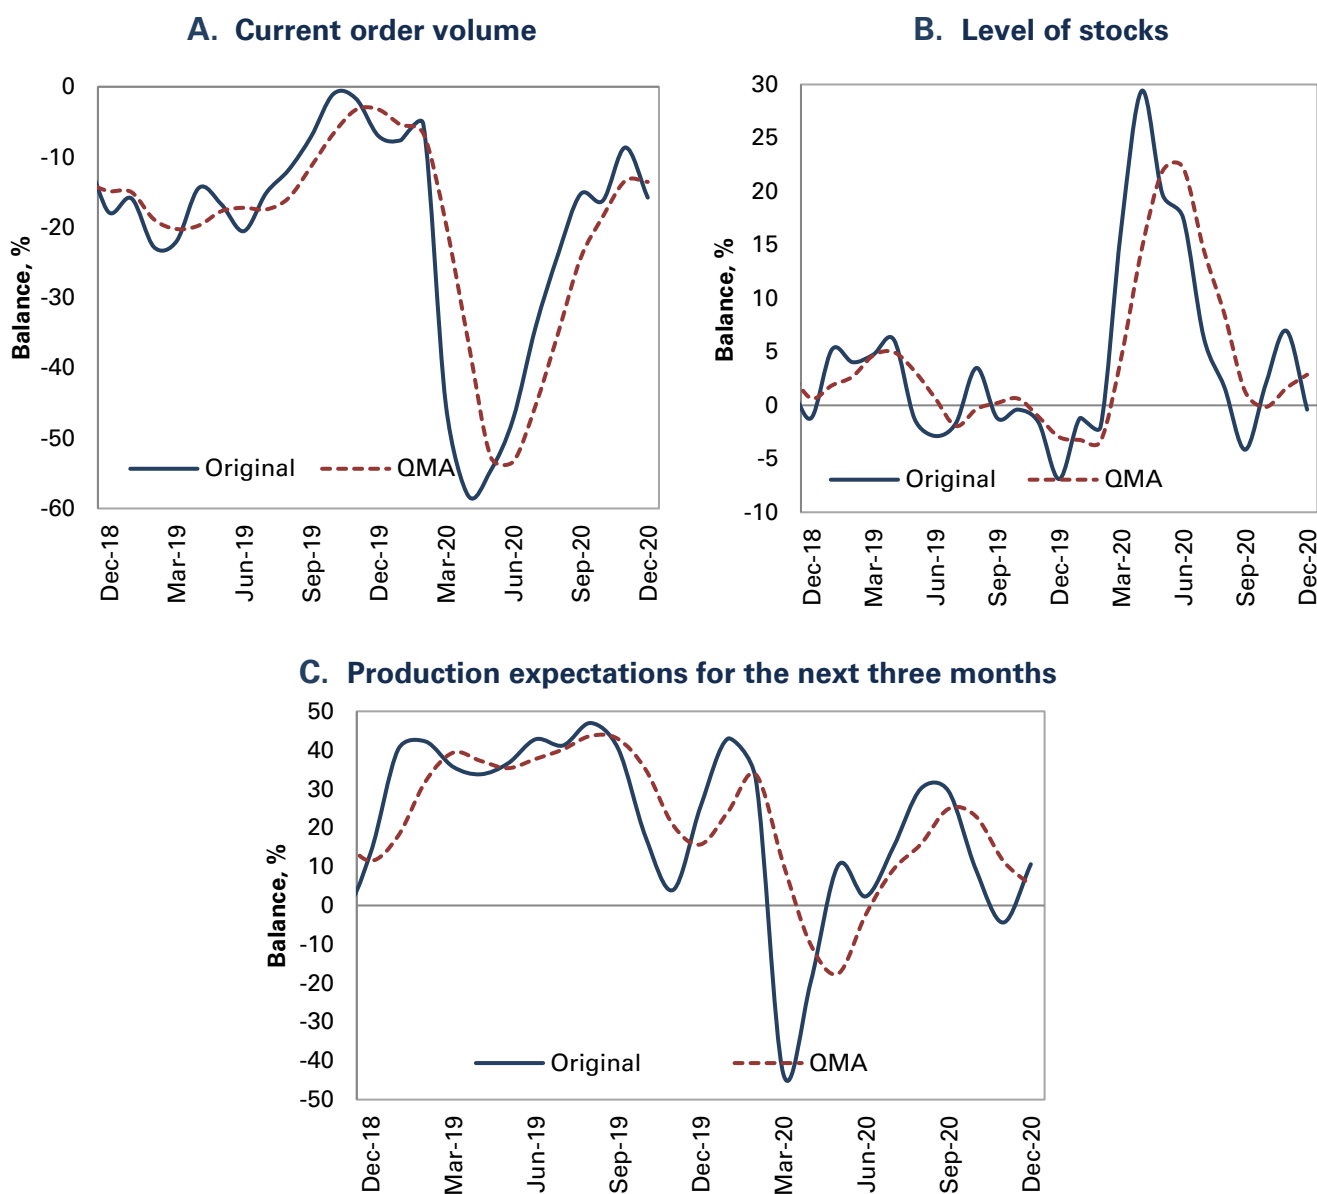 A. Current order volume
B. Level of stocks
0
-10
-20
-30
-40
-50
-60
Balance, %
Original
QMA
Dec-18
Mar-19
Jun-19
Sep-19
Dec-19
Mar-20
Jun-20
Sep-20
Dec-20
30
25
20
15
10
5
0
-5
-10
Balance, %
Original
QMA
Dec-18
Mar-19
Jun-19
Sep-19
Dec-19
Mar-20
Jun-20
Sep-20
Dec-20
C. Production expectations for the next three months
50
40
30
20
10
0
-10
-20
-30
-40
-50
Balance, %
Original
QMA
Dec-18
Mar-19
Jun-19
Sep-19
Dec-19
Mar-20
Jun-20
Sep-20
Dec-20